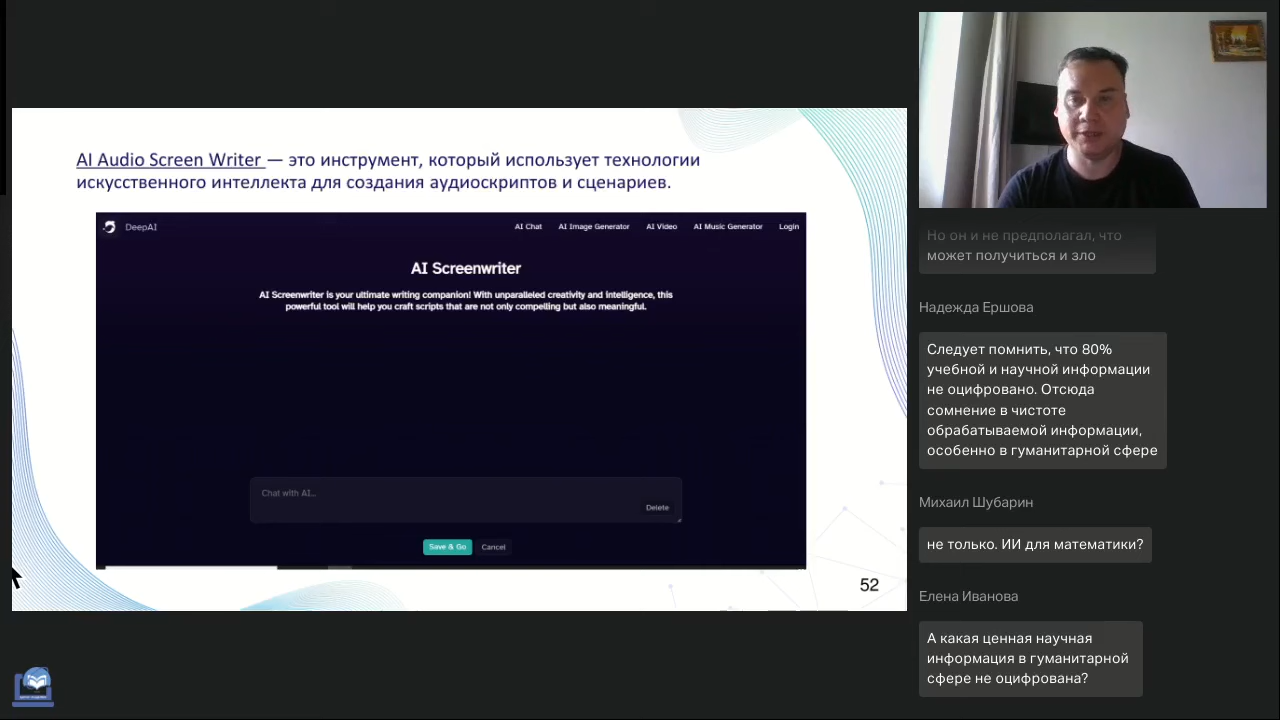 AI Audio Screen Writer — это инструмент, который использует технологии
искусственного интеллекта для создания аудиоскриптов и сценариев.
DeepAI
AI Chat AI Image Generator AI Video AI Music Generator Login
AI Screenwriter
AI Screenwriter is your ultimate writing companion! With unparalleled creativity and intelligence, this
powerful tool will help you craft scripts that are not only compelling but also meaningful.
Chat with AI...
Delete
Save & Go Cancel
52
Но он и не предполагал, что
может получиться и зло
Надежда Ершова
Следует помнить, что 80%
учебной и научной информации
не оцифровано. Отсюда
сомнение в чистоте
обрабатываемой информации,
особенно в гуманитарной сфере
Михаил Шубарин
не только. ИИ для математики?
Елена Иванова
А какая ценная научная
информация в гуманитарной
сфере не оцифрована?